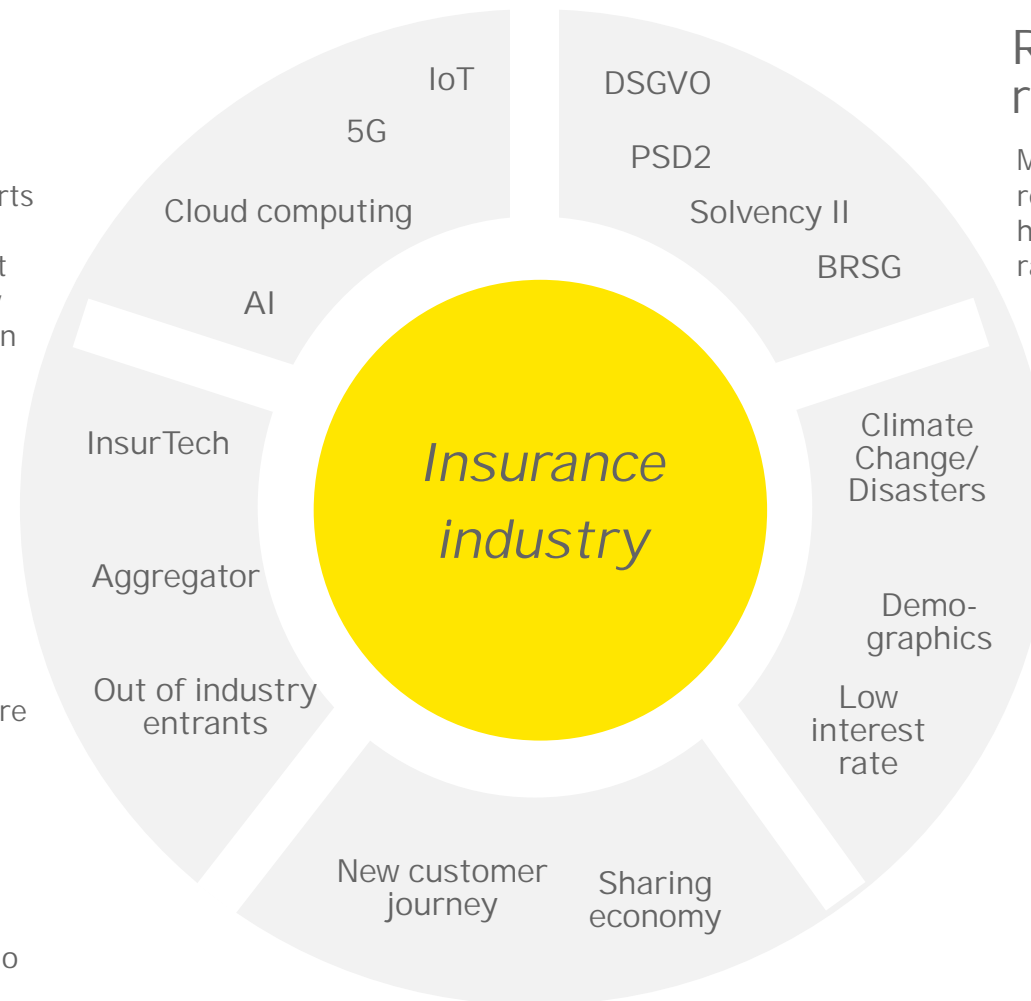 IoT
5G
Cloud computing
AI
DSGVO
PSD2
Solvency II
BRSG
InsurTech
Aggregator
Out of industry
entrants
Insurance
industry
Climate
Change/
Disasters
Demo-
graphics
Low
interest
rate
New customer
journey
Sharing
economy